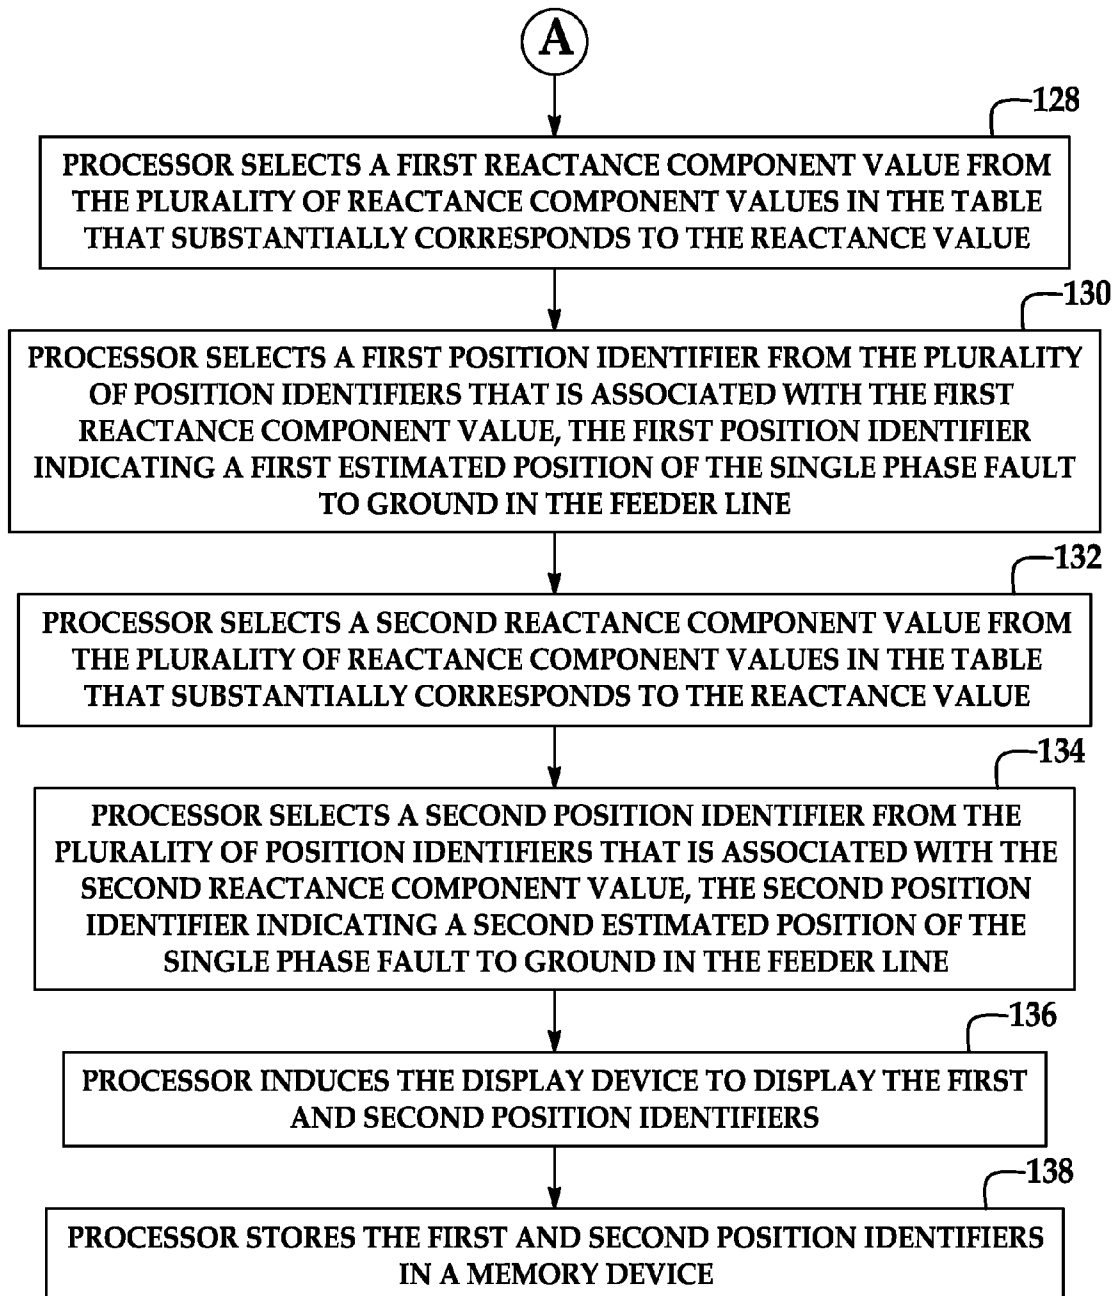 A
128
PROCESSOR SELECTS A FIRST REACTANCE COMPONENT VALUE FROM
THE PLURALITY OF REACTANCE COMPONENT VALUES IN THE TABLE
THAT SUBSTANTIALLY CORRESPONDS TO THE REACTANCE VALUE
130
PROCESSOR SELECTS A FIRST POSITION IDENTIFIER FROM THE PLURALITY
OF POSITION IDENTIFIERS THAT IS ASSOCIATED WITH THE FIRST
REACTANCE COMPONENT VALUE, THE FIRST POSITION IDENTIFIER
INDICATING A FIRST ESTIMATED POSITION OF THE SINGLE PHASE FAULT
TO GROUND IN THE FEEDER LINE
132
PROCESSOR SELECTS A SECOND REACTANCE COMPONENT VALUE FROM
THE PLURALITY OF REACTANCE COMPONENT VALUES IN THE TABLE
THAT SUBSTANTIALLY CORRESPONDS TO THE REACTANCE VALUE
134
PROCESSOR SELECTS A SECOND POSITION IDENTIFIER FROM THE
PLURALITY OF POSITION IDENTIFIERS THAT IS ASSOCIATED WITH THE
SECOND REACTANCE COMPONENT VALUE, THE SECOND POSITION
IDENTIFIER INDICATING A SECOND ESTIMATED POSITION OF THE
SINGLE PHASE FAULT TO GROUND IN THE FEEDER LINE
136
PROCESSOR INDUCES THE DISPLAY DEVICE TO DISPLAY THE FIRST
AND SECOND POSITION IDENTIFIERS
138
PROCESSOR STORES THE FIRST AND SECOND POSITION IDENTIFIERS
IN A MEMORY DEVICE